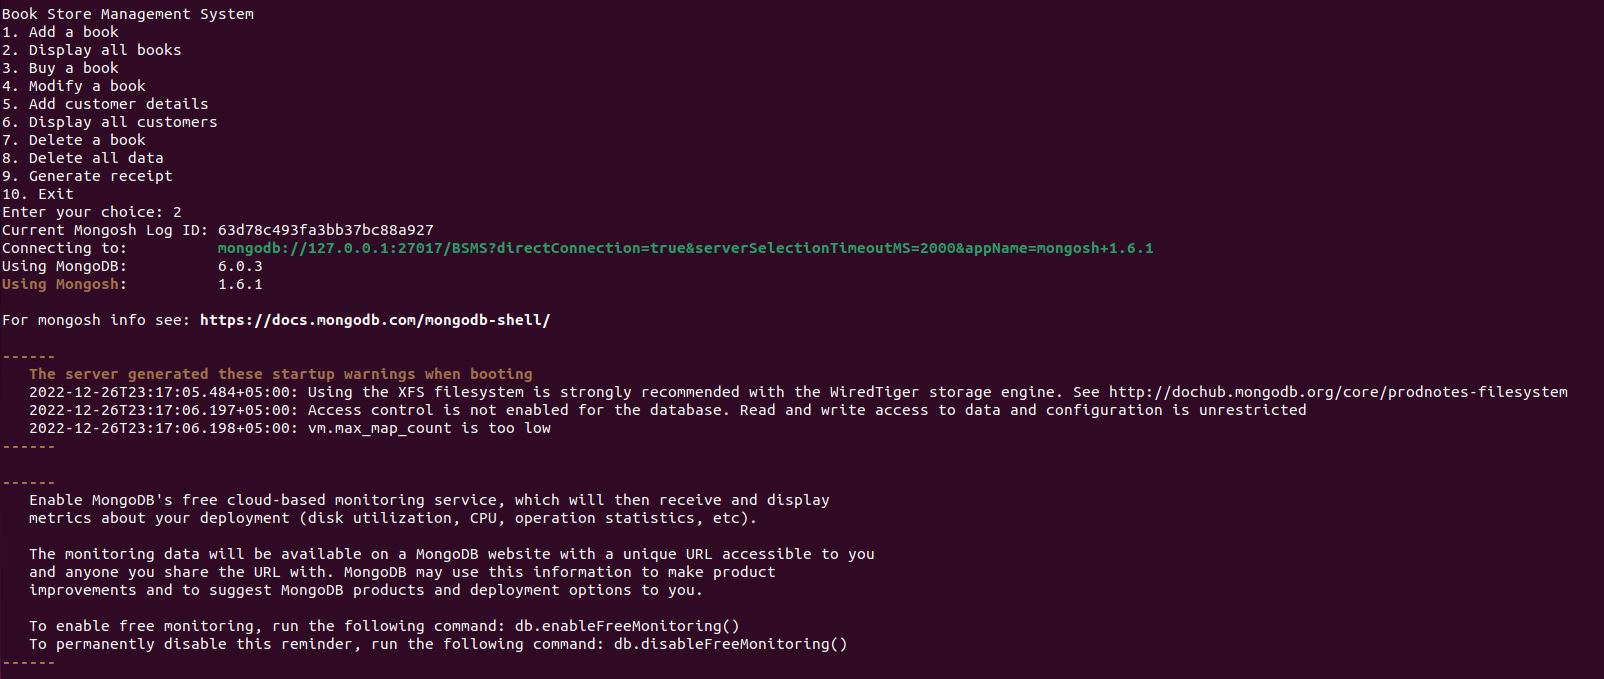 Book Store Management System
1. Add a book
2. Display all books
3. Buy a book
4. Modify a book
5. Add customer details
6. Display all customers
7. Delete a book
8. Delete all data
9. Generate receipt
10. Exit
Enter your choice: 2
Current Mongosh Log ID: 63d78c493fa3bb37bc88a927
Connecting to:          mongodb://127.0.0.1:27017/BSMS?directConnection=true&serverSelectionTimeoutMS=2000&appName=mongosh+1.6.1
Using MongoDB:          6.0.3
Using Mongosh:          1.6.1
For mongosh info see: https://docs.mongodb.com/mongodb-shell/
------
The server generated these startup warnings when booting
2022-12-26T23:17:05.484+05:00: Using the XFS filesystem is strongly recommended with the WiredTiger storage engine. See http://dochub.mongodb.org/core/prodnotes-filesystem
2022-12-26T23:17:06.197+05:00: Access control is not enabled for the database. Read and write access to data and configuration is unrestricted
2022-12-26T23:17:06.198+05:00: vm.max_map_count is too low
------
------
Enable MongoDB's free cloud-based monitoring service, which will then receive and display
metrics about your deployment (disk utilization, CPU, operation statistics, etc).
The monitoring data will be available on a MongoDB website with a unique URL accessible to you
and anyone you share the URL with. MongoDB may use this information to make product
improvements and to suggest MongoDB products and deployment options to you.
To enable free monitoring, run the following command: db.enableFreeMonitoring()
To permanently disable this reminder, run the following command: db.disableFreeMonitoring()
------